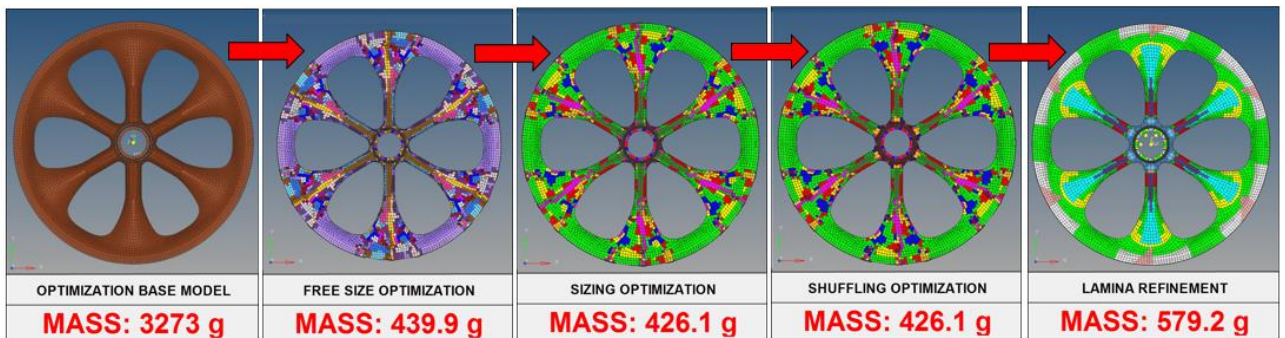 OPTIMIZATION BASE MODEL
MASS: 3273 g
FREE SIZE OPTIMIZATION
MASS: 439.9 g
SIZING OPTIMIZATION
MASS: 426.1 g
SHUFFLING OPTIMIZATION
MASS: 426.1 g
LAMINA REFINEMENT
MASS: 579.2 g